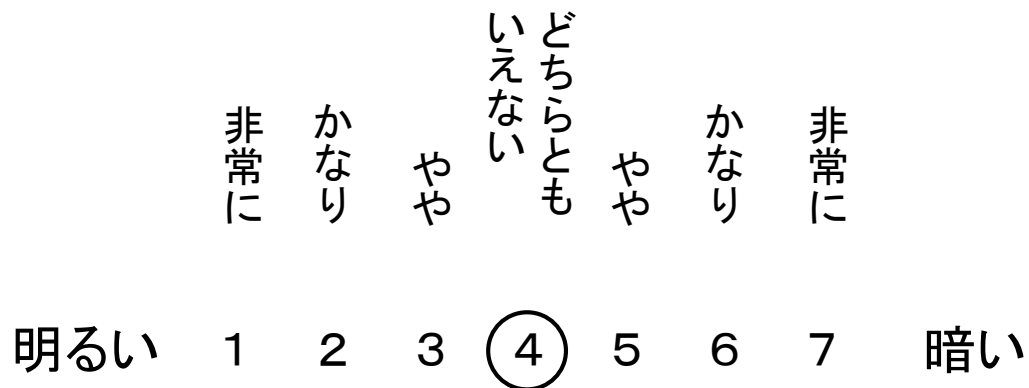 非常に
かなり
やや
どちらとも
いえない
やや
かなり
非常に
明るい 1 2 3 4 5 6 7 暗い